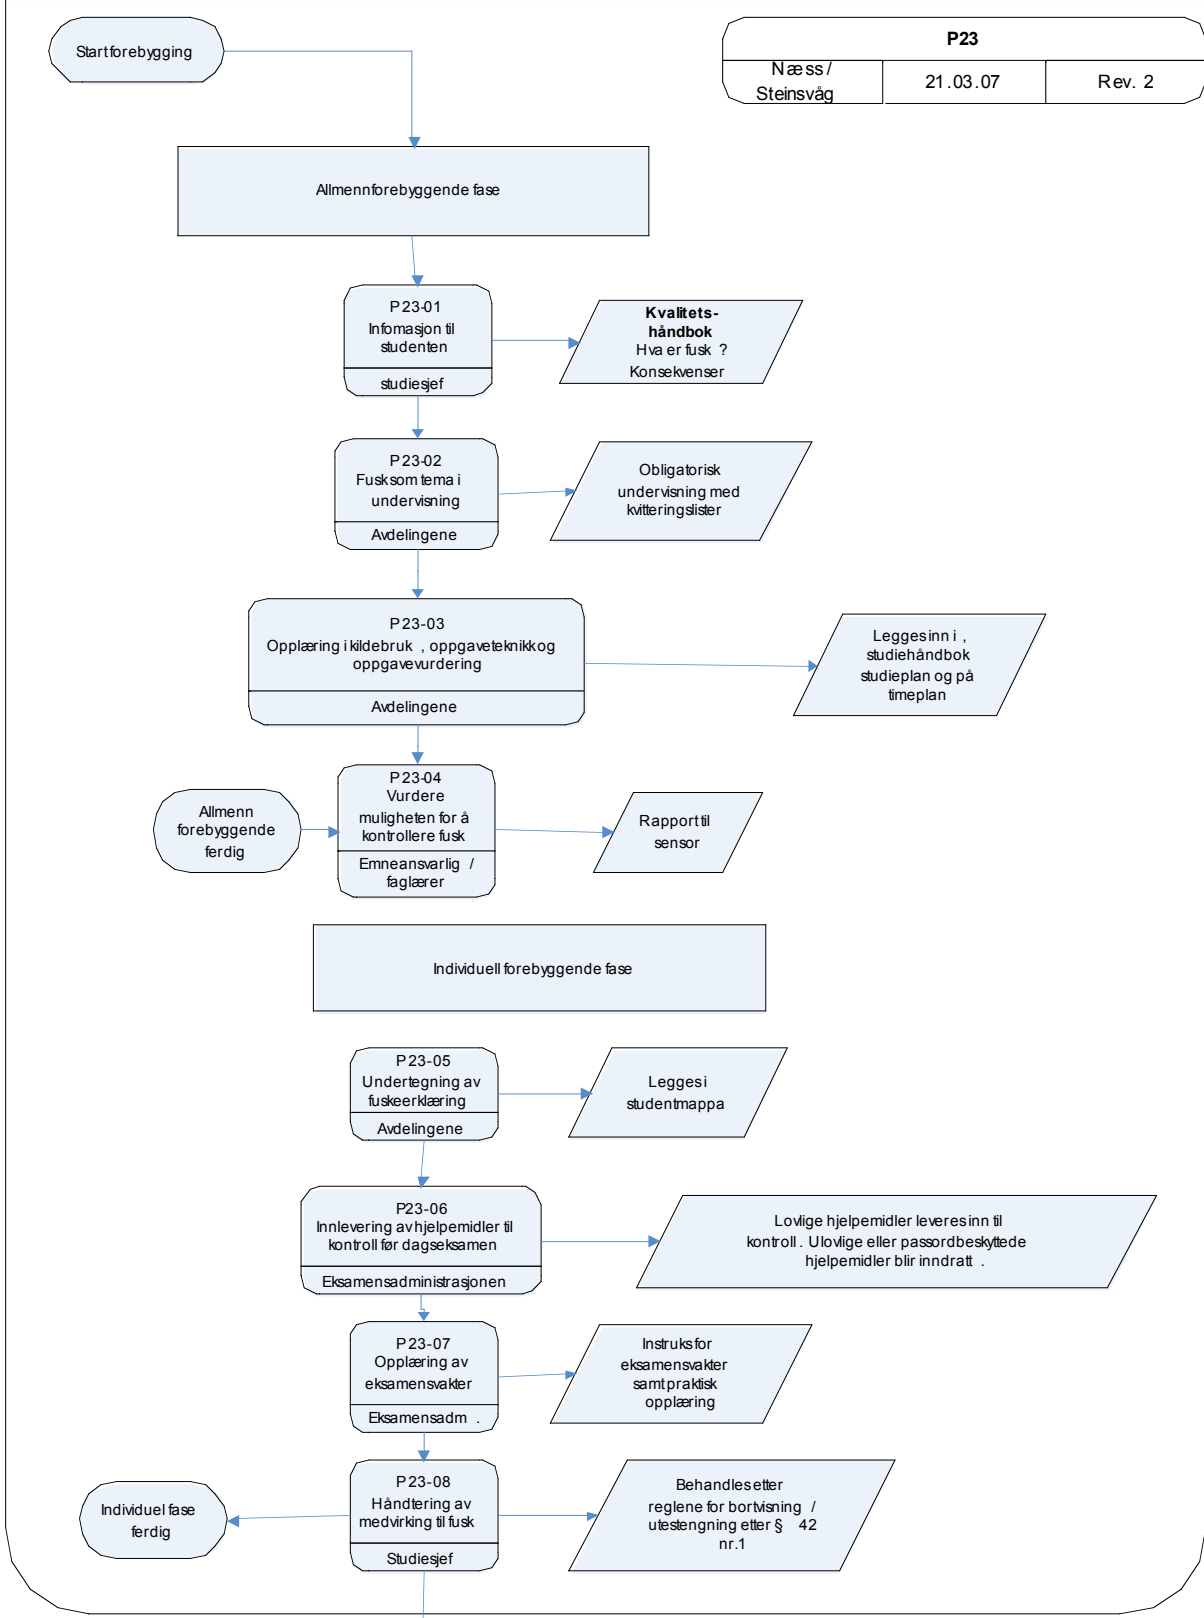 Start forebygging
P23
Næss /
Steinsvåg
21.03.07
Rev. 2
Allmennforebyggende fase
P23-01
Infomasjon til
studenten
studiesjef
Kvalitets-
håndbok
Hva er fusk ?
Konsekvenser
P23-02
Fusk som tema i
undervisning
Avdelingene
Obligatorisk
undervisning med
kvitteringslister
P23-03
Opplæring i kildebruk , oppgaveteknikk og
oppgavevurdering
Avdelingene
Legges inn i ,
studiehåndbok
studieplan og på
timeplan
P23-04
Vurdere
muligheten for å
kontrollere fusk
Emneansvarlig /
faglærer
Allmenn
forebyggende
ferdig
Rapport til
sensor
Individuell forebyggende fase
P23-05
Undertegning av
fuskeerklæring
Avdelingene
Legges i
studentmappa
P23-06
Innlevering av hjelpemidler til
kontroll før dagseksamen
Eksamensadministrasjonen
Lovlige hjelpemidler leveres inn til
kontroll . Ulovlige eller passordbeskyttede
hjelpemidler blir inndratt .
P23-07
Opplæring av
eksamensvakter
Eksamensadm .
Instruks for
eksamensvakter
samt praktisk
opplæring
P23-08
Håndtering av
medvirking til fusk
Studiesjef
Individuel fase
ferdig
Behandles etter
reglene for bortvisning /
utestengning etter § 42
nr.1